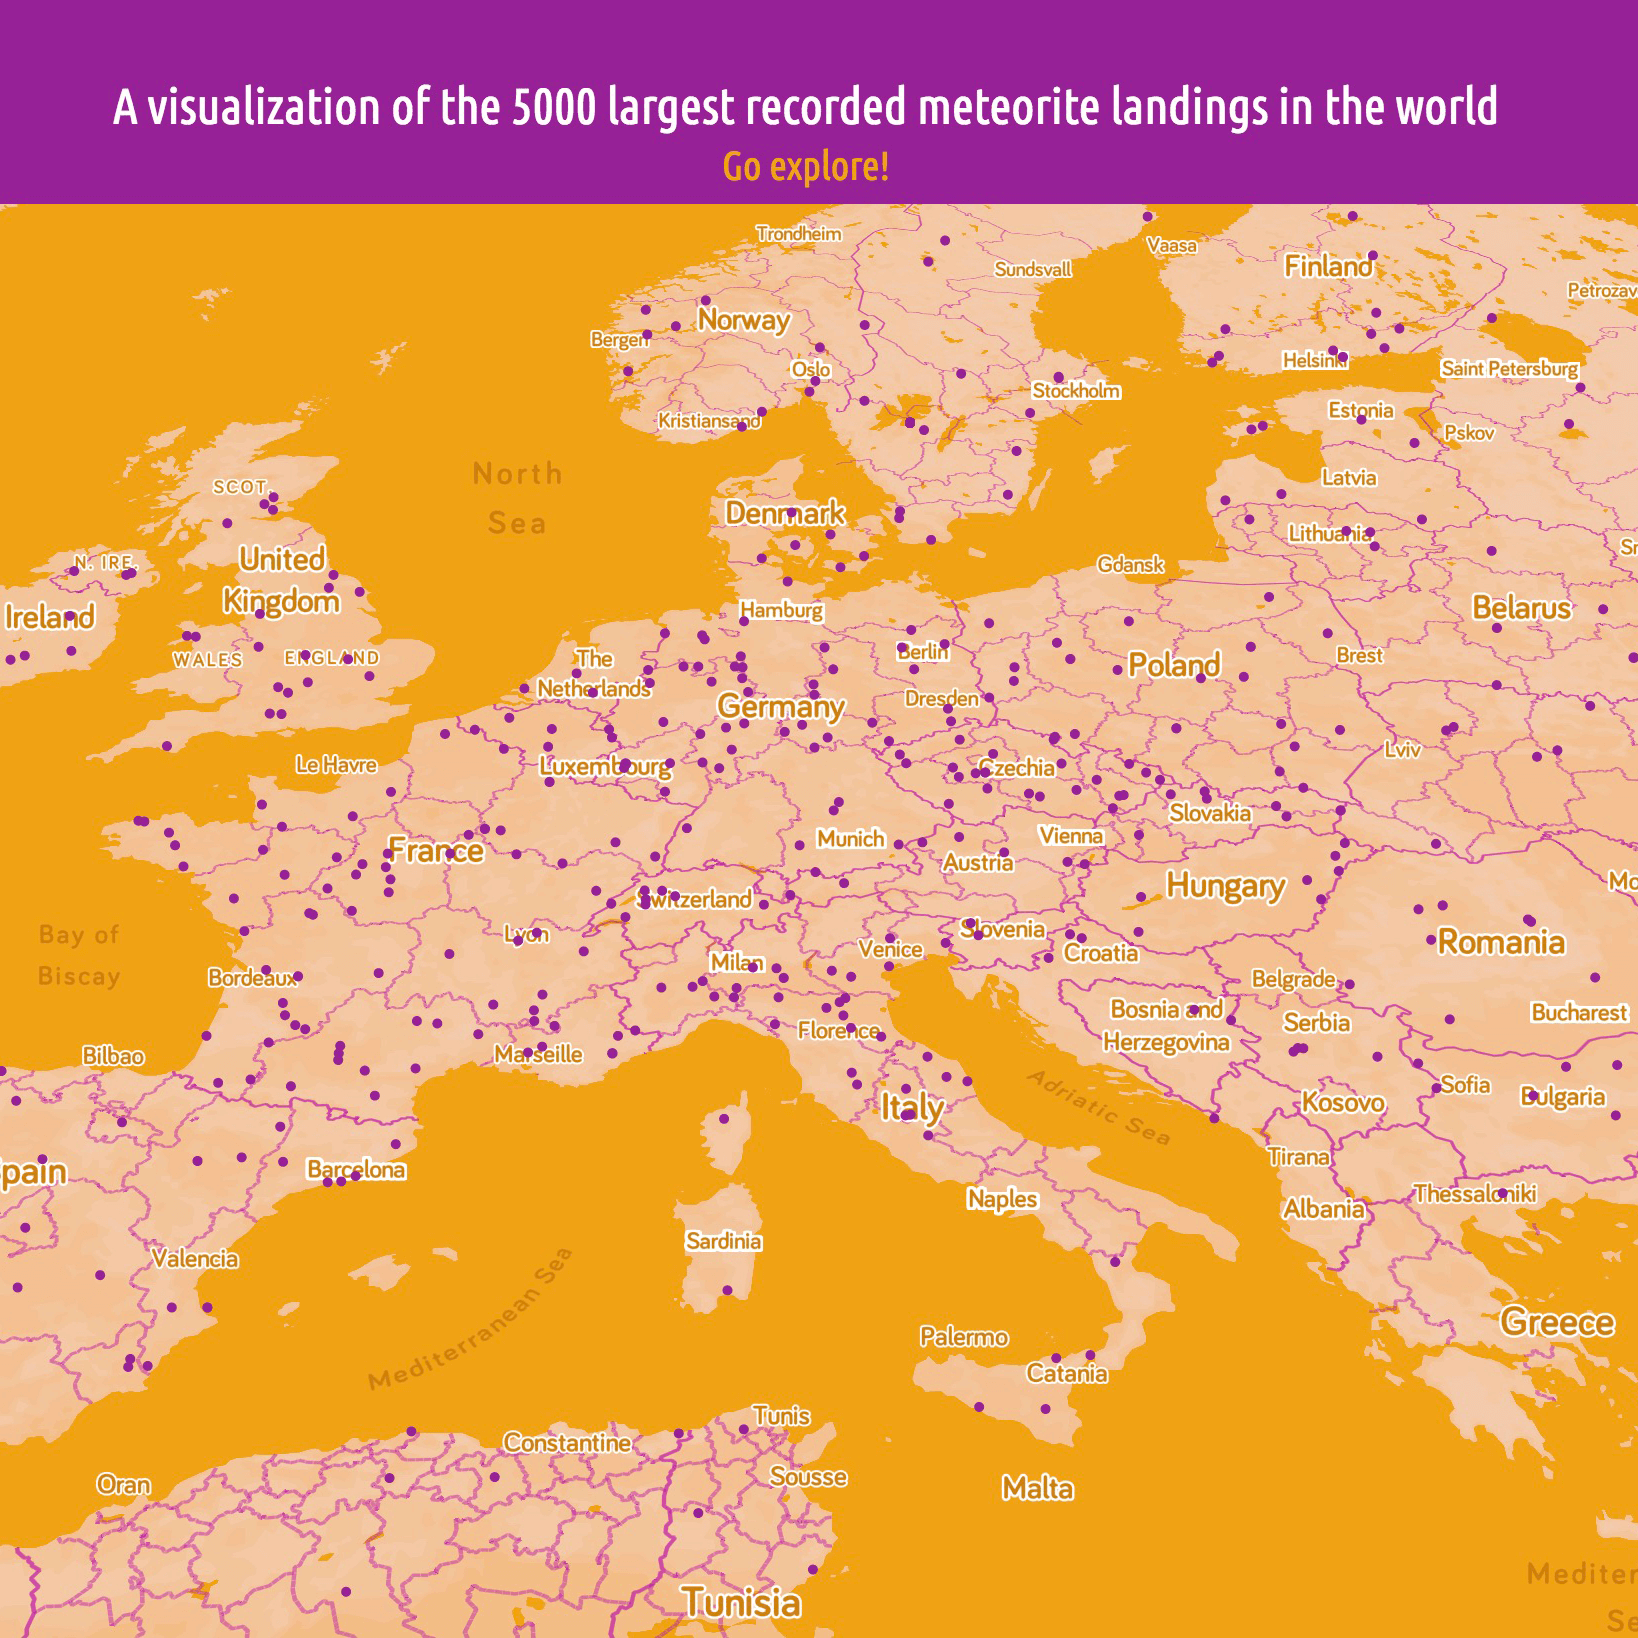 A visualization of the 5000 largest recorded meteorite landings in the world
Go explore!
Trondheim
Vaasa
Sundsvall
Finland
Petrozav
Norway
Bergen
Oslo
Helsinki
Saint Petersburg
Stockholm
Kristiansand
Estonia
Pskov
North
Sea
SCOT.
Latvia
Denmark
Lithuania
Sr
N. IRE.
United
Kingdom
Gdansk
Ireland
Hamburg
Belarus
WALES
ENGLAND
The
Netherlands
Berlin
Poland
Brest
Dresden
Germany
Le Havre
Luxembourg
Czechia
Lviv
Slovakia
France
Munich
Vienna
Austria
Hungary
Mo
Switzerland
Bay of
Biscay
Lyon
Slovenia
Venice
Croatia
Romania
Bordeaux
Milan
Belgrade
Bosnia and
Herzegovina
Serbia
Bucharest
Florence
Bilbao
Marseille
Adriatic Sea
Italy
Kosovo
Sofia
Bulgaria
pain
Barcelona
Tirana
Naples
Albania
Thessaloniki
Valencia
Sardinia
Mediterranean Sea
Palermo
Catania
Greece
Tunis
Constantine
Oran
Sousse
Malta
Tunisia
Mediter
Se